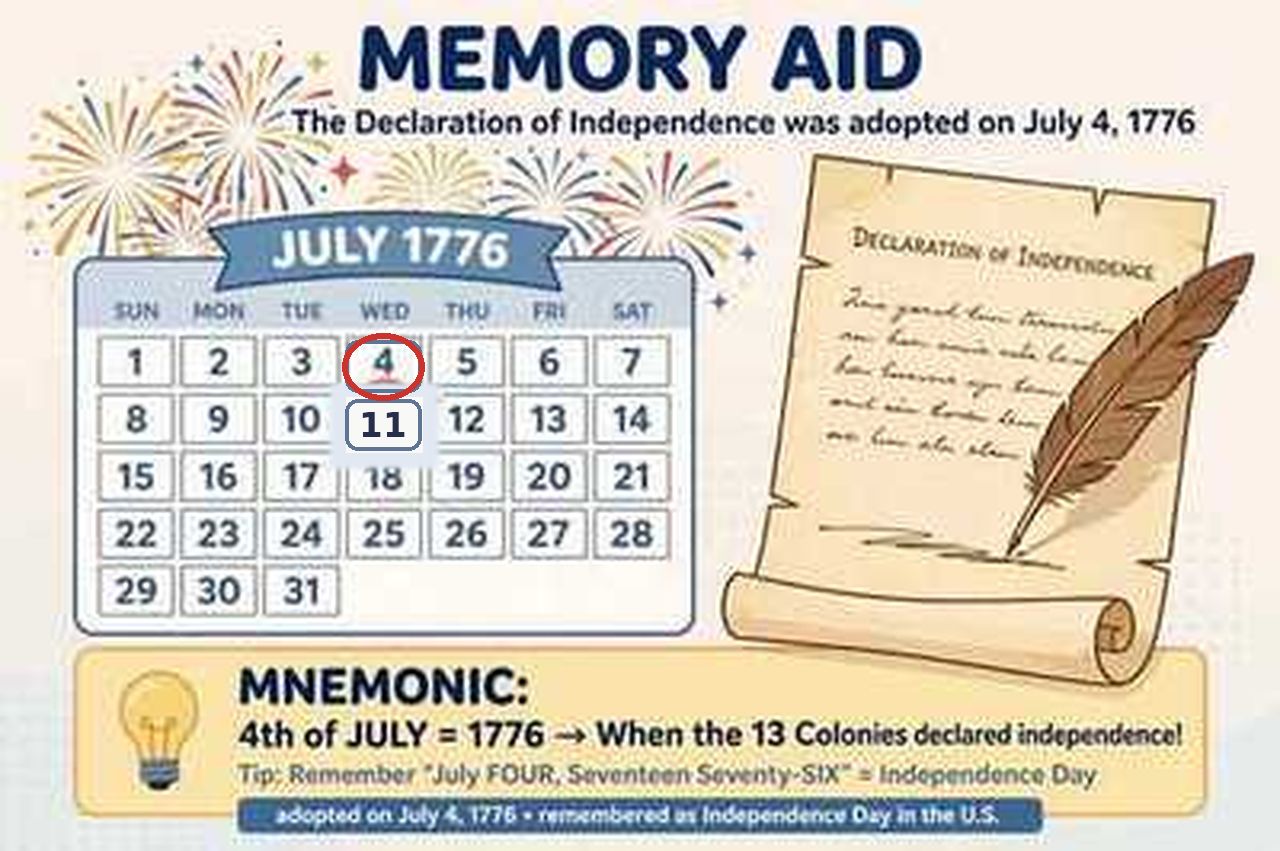 MEMORY AID
The Declaration of Independence was adopted on July 4, 1776
JULY 1776
SUN MON TUE WED THU FRI SAT
1 2 3 4 5 6 7
8 9 10 11 12 13 14
15 16 17 18 19 20 21
22 23 24 25 26 27 28
29 30 31
DECLARATION OF INDEPENDENCE
MNEMONIC:
4th of JULY = 1776 → When the 13 Colonies declared independence!
Tip: Remember "July FOUR, Seventeen Seventy-SIX" = Independence Day
adopted on July 4, 1776 • remembered as Independence Day in the U.S.